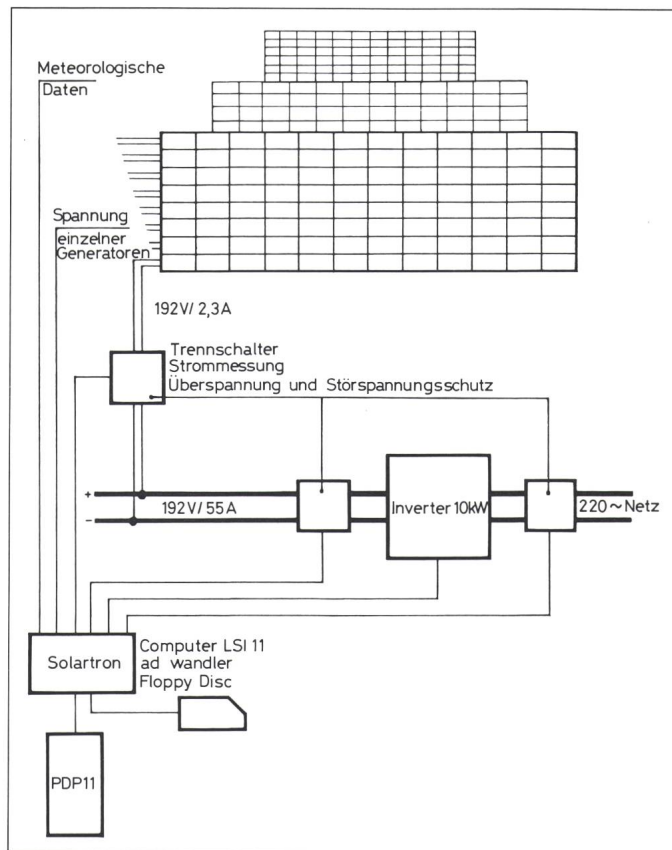 Meteorologische
Daten
Spannung
einzelner
Generatoren
192V/2,3A
Trennschalter
Strommessung
Überspannung und Störspannungsschutz
+
192V/55A
-
Inverter 10kW
220~Netz
Solartron
Computer LSI 11
ad wandler
Floppy Disc
PDP11